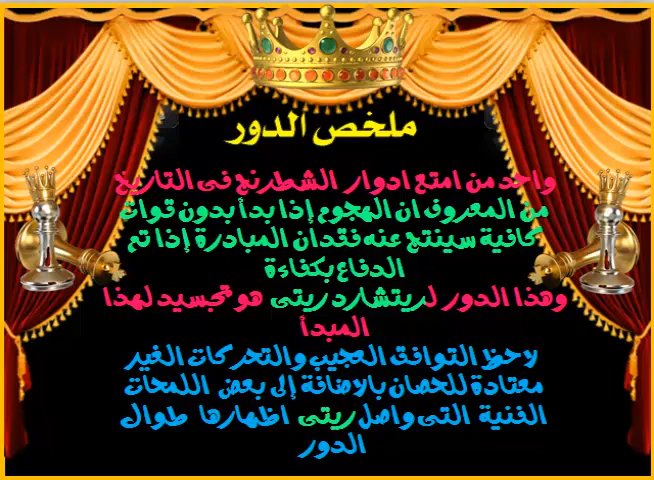 ملخص الدور
واحد من امتع ادوار الشطرنج فى التاريخ
من المعروف ان الهجوم إذا بدأ بدون قوات
كافية سينتج عنه فقدان المبادرة إذا تم
الدفاع بكفاءة
وهذا الدور لريتشارد ريتى هو تجسيد لهذا
المبدأ
لاحظ التوافق العجيب والتحركات الغير
معتادة للحصان بالاضافة إلى بعض اللمحات
الفنية التى واصل ريتى اظهارها طوال
الدور